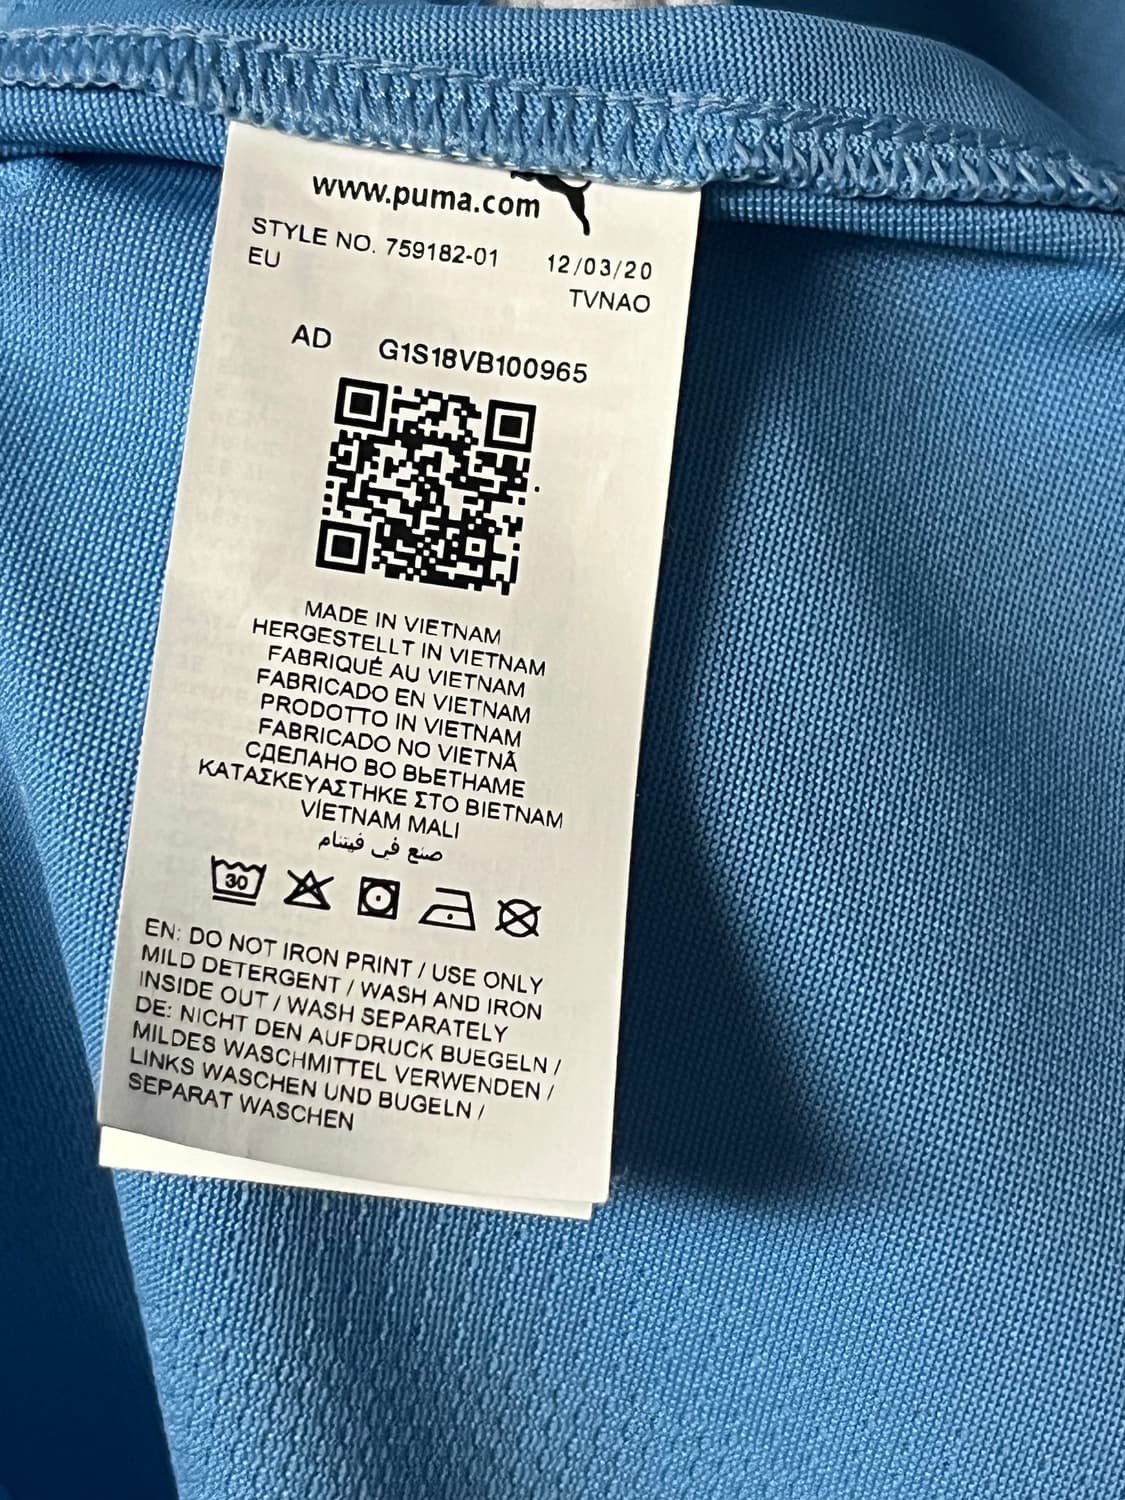 www.puma.com
STYLE NO. 759182-01 12/03/20
EU TVNAO
AD G1S18VB100965
MADE IN VIETNAM
HERGESTELLT IN VIETNAM
FABRIQUÉ AU VIETNAM
FABRICADO EN VIETNAM
PRODOTTO IN VIETNAM
FABRICADO NO VIETNÃ
СДЕЛАНО ВО ВЬЕТНАМЕ
ΚΑΤΑΣΚΕΥΑΣΤΗΚΕ ΣΤΟ ΒΙΕΤΝΑΜ
VİETNAM MALI
صنع في فيتنام
30
EN: DO NOT IRON PRINT / USE ONLY
MILD DETERGENT / WASH AND IRON
INSIDE OUT / WASH SEPARATELY
DE: NICHT DEN AUFDRUCK BUEGELN /
MILDES WASCHMITTEL VERWENDEN /
LINKS WASCHEN UND BUGELN /
SEPARAT WASCHEN